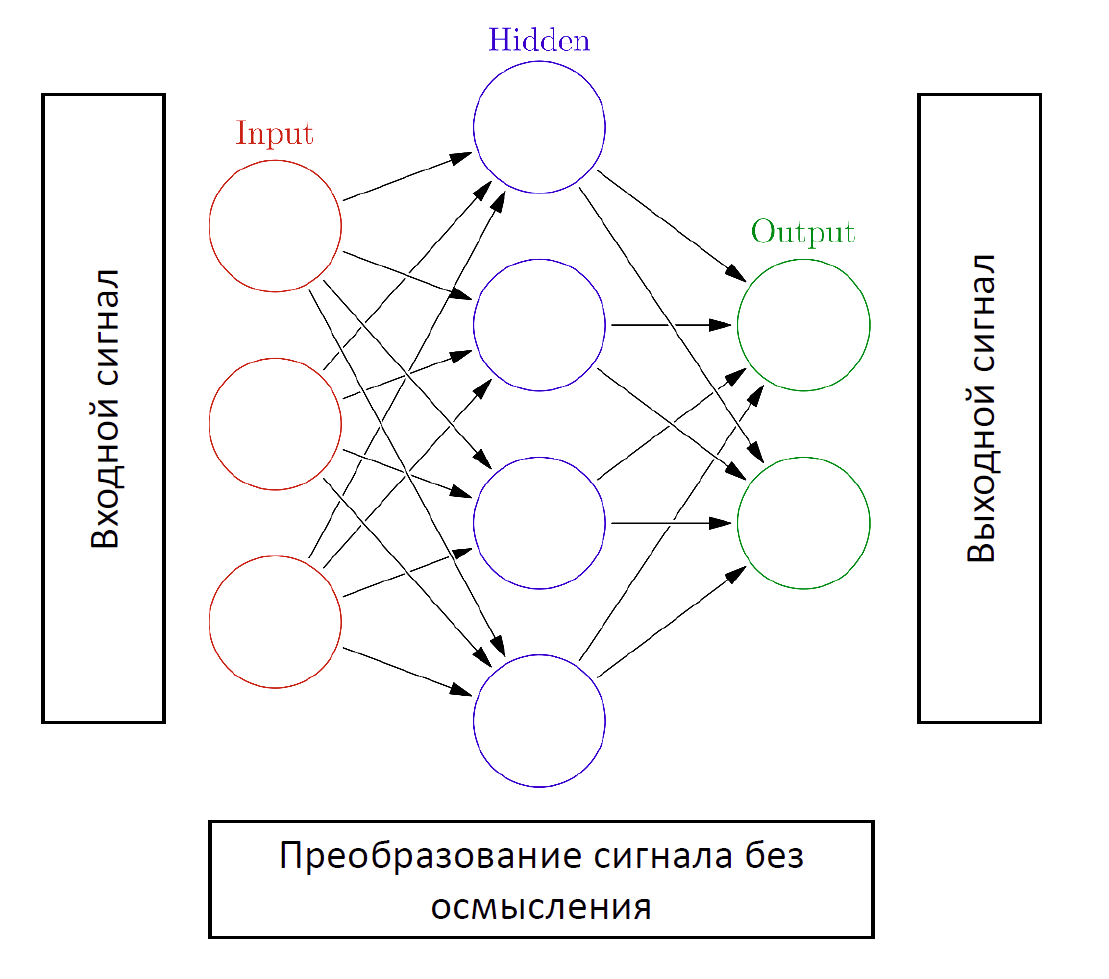 Hidden
Input
Output
Входной сигнал
Выходной сигнал
Преобразование сигнала без
осмысления